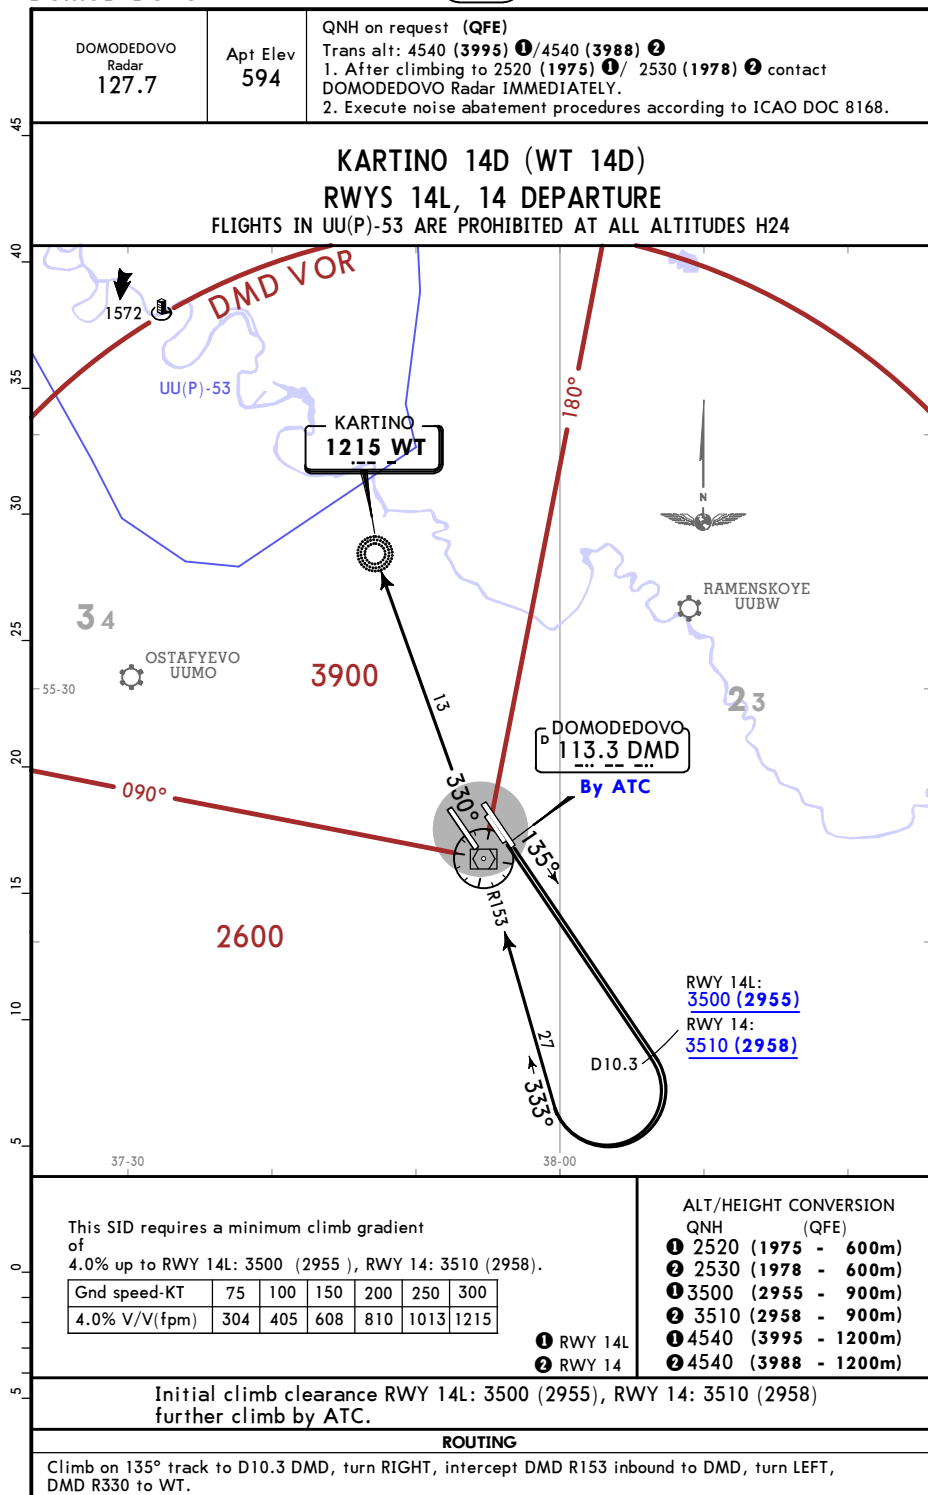 DOMODEDOVO
Radar
127.7
Apt Elev
594
QNH on request (QFE)
Trans alt: 4540 (3995) ❶/4540 (3988) ❷
1. After climbing to 2520 (1975) ❶/ 2530 (1978) ❷ contact
DOMODEDOVO Radar IMMEDIATELY.
2. Execute noise abatement procedures according to ICAO DOC 8168.
KARTINO 14D (WT 14D)
RWYS 14L, 14 DEPARTURE
FLIGHTS IN UU(P)-53 ARE PROHIBITED AT ALL ALTITUDES H24
45
40
35
30
25
20
15
10
5
0
5
DMD VOR
1572
UU(P)-53
180°
KARTINO
1215 WT
N
RAMENSKOYE
UUBW
34
OSTAFYEVO
UUMO
3900
55-30
13
23
DOMODEDOVO
D 113.3 DMD
By ATC
090°
330°
135°
R153
2600
RWY 14L:
3500 (2955)
RWY 14:
3510 (2958)
D10.3
27
333°
37-30
38-00
This SID requires a minimum climb gradient
of
4.0% up to RWY 14L: 3500 (2955 ), RWY 14: 3510 (2958).
Gnd speed-KT 75 100 150 200 250 300
4.0% V/V(fpm) 304 405 608 810 1013 1215
❶ RWY 14L
❷ RWY 14
ALT/HEIGHT CONVERSION
QNH (QFE)
❶ 2520 (1975 - 600m)
❷ 2530 (1978 - 600m)
❶ 3500 (2955 - 900m)
❷ 3510 (2958 - 900m)
❶ 4540 (3995 - 1200m)
❷ 4540 (3988 - 1200m)
Initial climb clearance RWY 14L: 3500 (2955), RWY 14: 3510 (2958)
further climb by ATC.
ROUTING
Climb on 135° track to D10.3 DMD, turn RIGHT, intercept DMD R153 inbound to DMD, turn LEFT,
DMD R330 to WT.